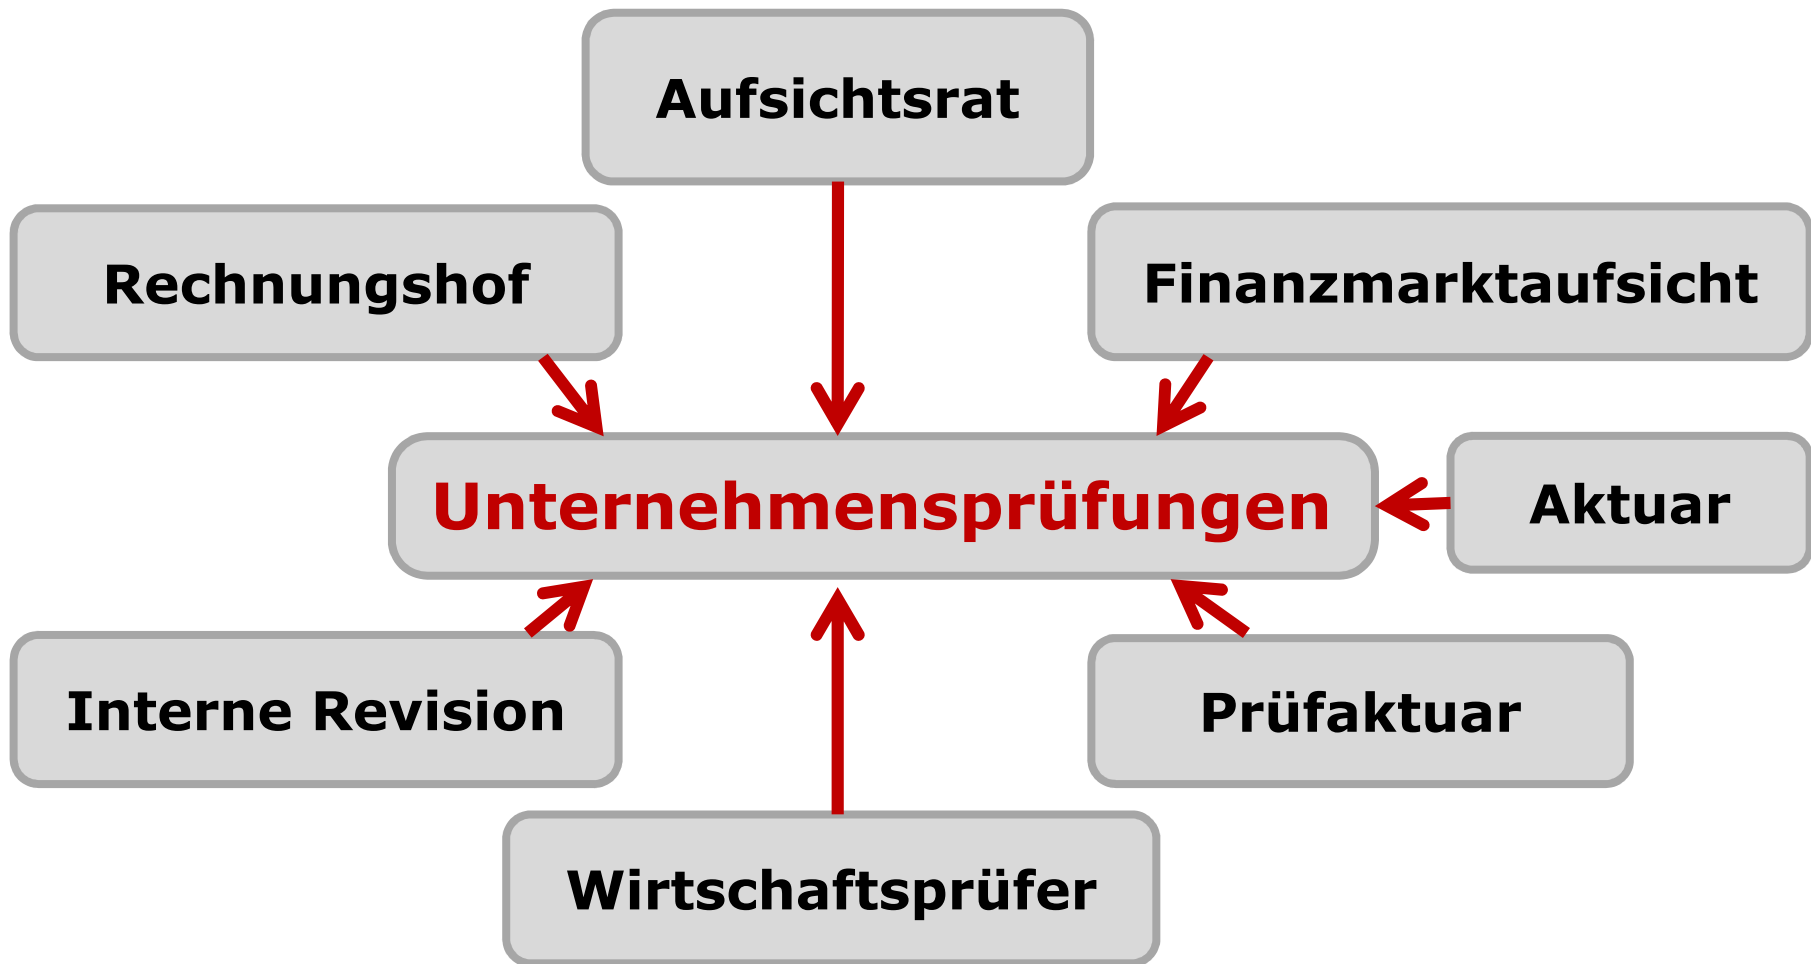 Aufsichtsrat
Rechnungshof
Finanzmarktaufsicht
Unternehmensprüfungen
Aktuar
Interne Revision
Prüfaktuar
Wirtschaftsprüfer